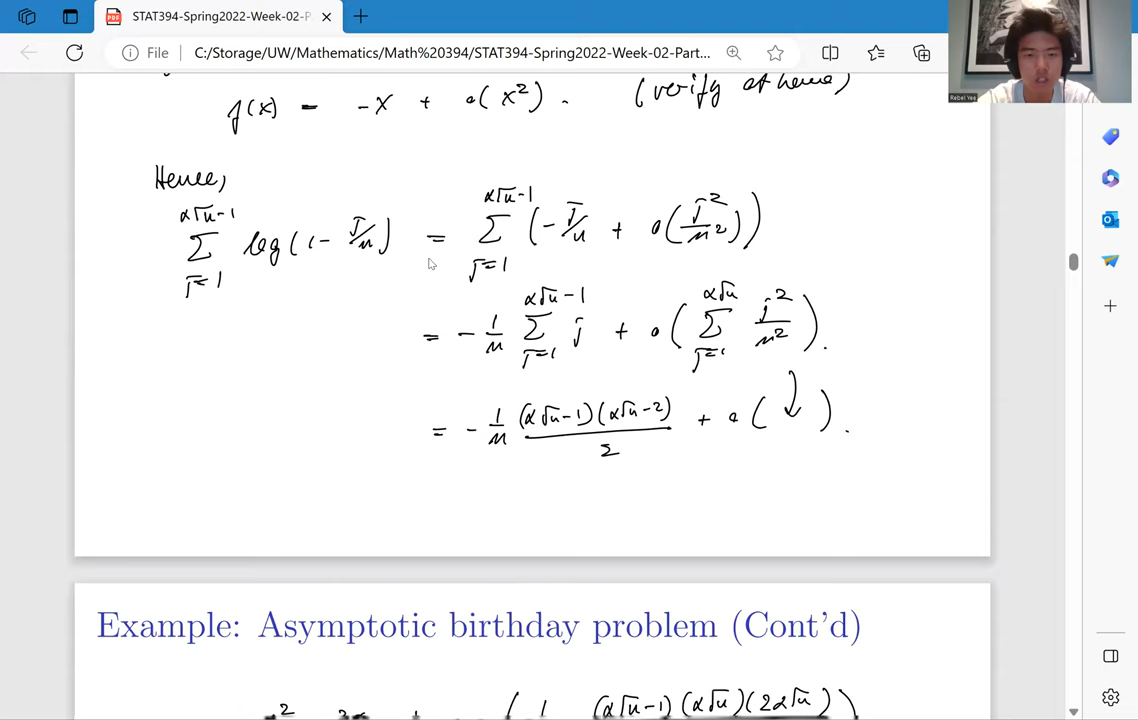 STAT394-Spring2022-Week-02-P
File C:/Storage/UW/Mathematics/Math%20394/STAT394-Spring2022-Week-02-Part...
Rebel Yee
f(x) = -x + o(x²). (verify at home)
Hence,
∑_{j=1}^{α√n-1} log(1 - j/n) = ∑_{j=1}^{α√n-1} (-j/n + o(j²/n²))
= -1/n ∑_{j=1}^{α√n-1} j + o(∑_{j=1}^{α√n} j²/n²).
= -1/n (α√n-1)(α√n-2)/2 + o( ↓ ).
Example: Asymptotic birthday problem (Cont'd)
(α√n-1)(α√n)(2α√n)